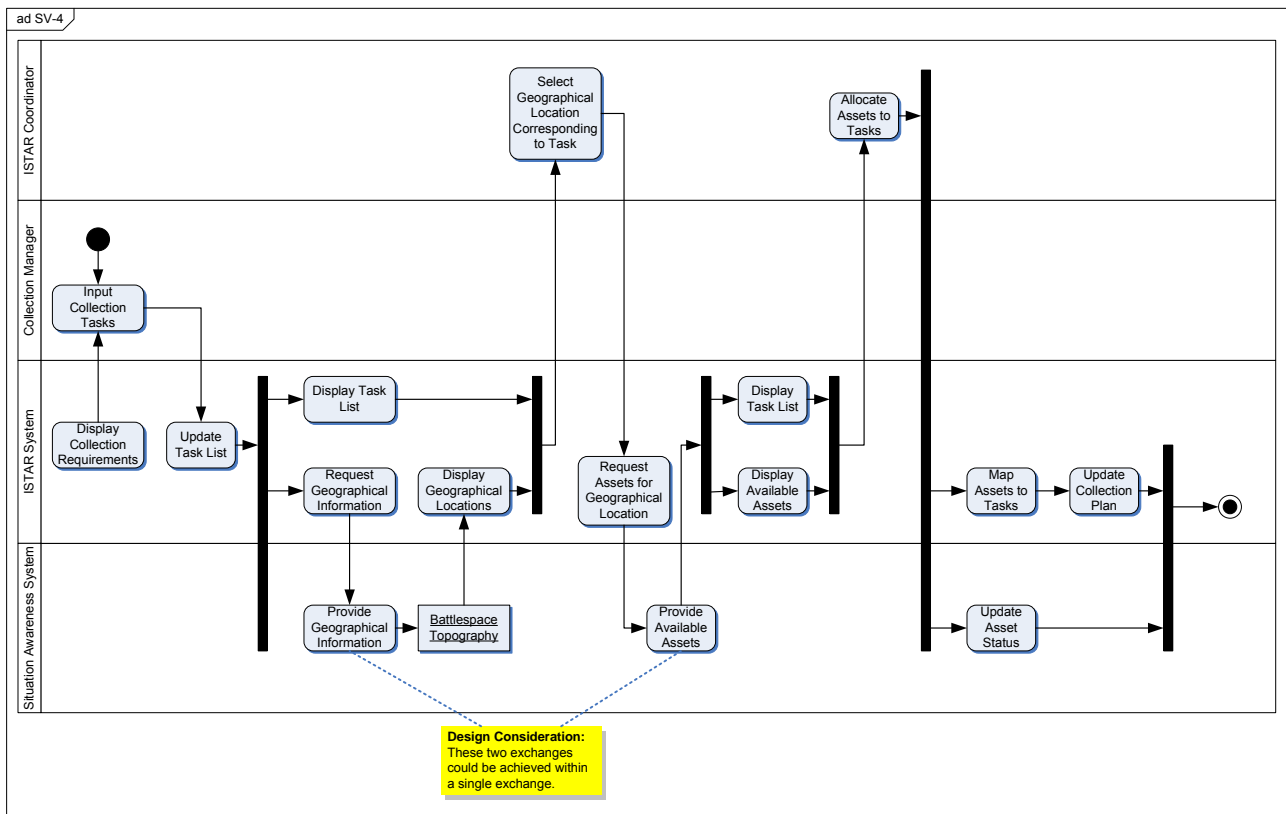 ad SV-4
ISTAR Coordinator
Select
Geographical
Location
Corresponding
to Task
Allocate
Assets to
Tasks
Collection Manager
Input
Collection
Tasks
ISTAR System
Display
Collection
Requirements
Update
Task List
Display Task
List
Request
Geographical
Information
Display
Geographical
Locations
Request
Assets for
Geographical
Location
Display
Task List
Display
Available
Assets
Map
Assets to
Tasks
Update
Collection
Plan
Situation Awareness System
Provide
Geographical
Information
Battlespace
Topography
Provide
Available
Assets
Update
Asset
Status
Design Consideration:
These two exchanges
could be achieved within
a single exchange.